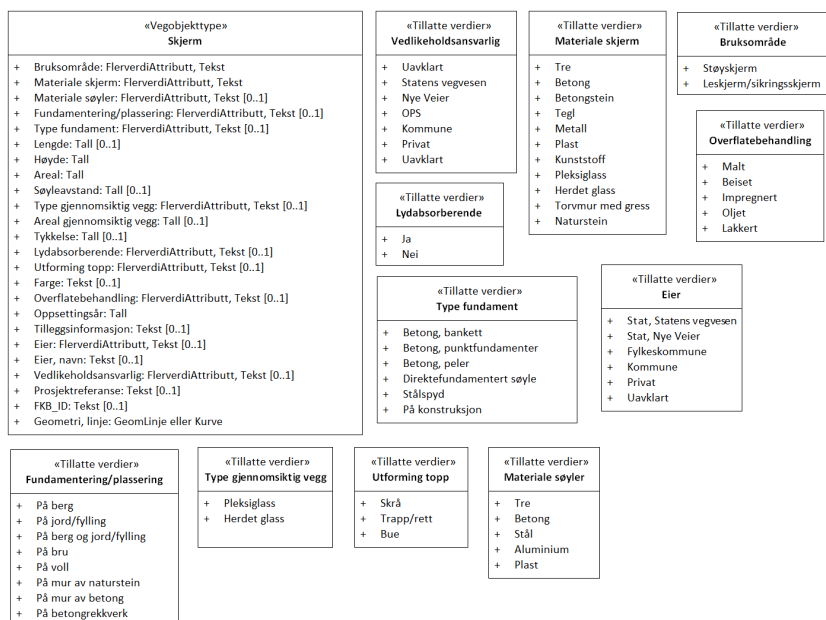 «Vegobjekttype»
Skjerm
+ Bruksområde: FlerverdiAttributt, Tekst
+ Materiale skjerm: FlerverdiAttributt, Tekst
+ Materiale søyler: FlerverdiAttributt, Tekst [0..1]
+ Fundamentering/plassering: FlerverdiAttributt, Tekst [0..1]
+ Type fundament: FlerverdiAttributt, Tekst [0..1]
+ Lengde: Tall [0..1]
+ Høyde: Tall
+ Areal: Tall
+ Søyleavstand: Tall [0..1]
+ Type gjennomsiktig vegg: FlerverdiAttributt, Tekst [0..1]
+ Areal gjennomsiktig vegg: Tall [0..1]
+ Tykkelse: Tall [0..1]
+ Lydabsorberende: FlerverdiAttributt, Tekst [0..1]
+ Utforming topp: FlerverdiAttributt, Tekst [0..1]
+ Farge: Tekst [0..1]
+ Overflatebehandling: FlerverdiAttributt, Tekst [0..1]
+ Oppsettingsår: Tall
+ Tilleggsinformasjon: Tekst [0..1]
+ Eier: FlerverdiAttributt, Tekst [0..1]
+ Eier, navn: Tekst [0..1]
+ Vedlikeholdsansvarlig: FlerverdiAttributt, Tekst [0..1]
+ Prosjektreferanse: Tekst [0..1]
+ FKB_ID: Tekst [0..1]
+ Geometri, linje: GeomLinje eller Kurve
«Tillatte verdier»
Vedlikeholdsansvarlig
+ Uavklart
+ Statens vegvesen
+ Nye Veier
+ OPS
+ Kommune
+ Privat
+ Uavklart
«Tillatte verdier»
Materiale skjerm
+ Tre
+ Betong
+ Betongstein
+ Tegl
+ Metall
+ Plast
+ Kunststoff
+ Pleksiglass
+ Herdet glass
+ Torvmur med gress
+ Naturstein
«Tillatte verdier»
Bruksområde
+ Støyskjerm
+ Leskjerm/sikringsskjerm
«Tillatte verdier»
Overflatebehandling
+ Malt
+ Beiset
+ Impregnert
+ Oljet
+ Lakkert
«Tillatte verdier»
Lydabsorberende
+ Ja
+ Nei
«Tillatte verdier»
Type fundament
+ Betong, bankett
+ Betong, punktfundamenter
+ Betong, peler
+ Direktefundamentert søyle
+ Stålspyd
+ På konstruksjon
«Tillatte verdier»
Eier
+ Stat, Statens vegvesen
+ Stat, Nye Veier
+ Fylkeskommune
+ Kommune
+ Privat
+ Uavklart
«Tillatte verdier»
Fundamentering/plassering
+ På berg
+ På jord/fylling
+ På berg og jord/fylling
+ På bru
+ På voll
+ På mur av naturstein
+ På mur av betong
+ På betongrekkverk
«Tillatte verdier»
Type gjennomsiktig vegg
+ Pleksiglass
+ Herdet glass
«Tillatte verdier»
Utforming topp
+ Skrå
+ Trapp/rett
+ Bue
«Tillatte verdier»
Materiale søyler
+ Tre
+ Betong
+ Stål
+ Aluminium
+ Plast